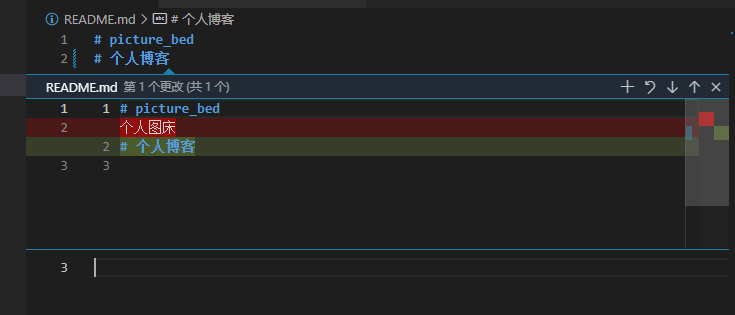 README.md > # 个人博客
1 # picture_bed
2 # 个人博客
README.md 第 1 个更改 (共 1 个)
1 1 # picture_bed
2 个人图床
2 # 个人博客
3 3
3